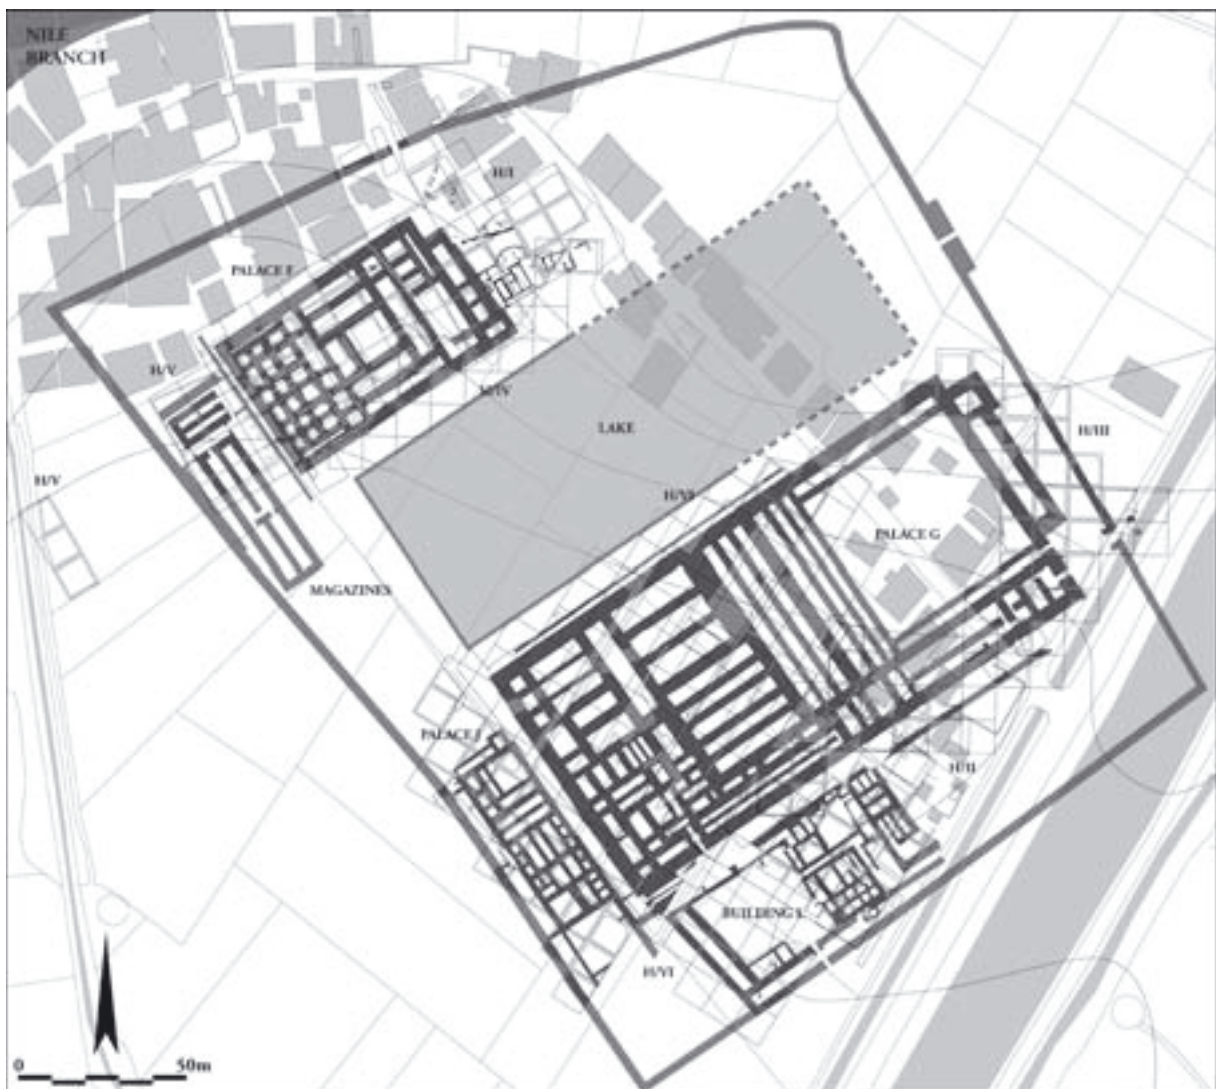 NILE
BRANCH
H/I
PALACE F
H/V
H/IV
LAKE
H/III
H/V
H/VI
PALACE G
MAGAZINES
PALACE J
H/II
BUILDING L
H/VI
0
50m